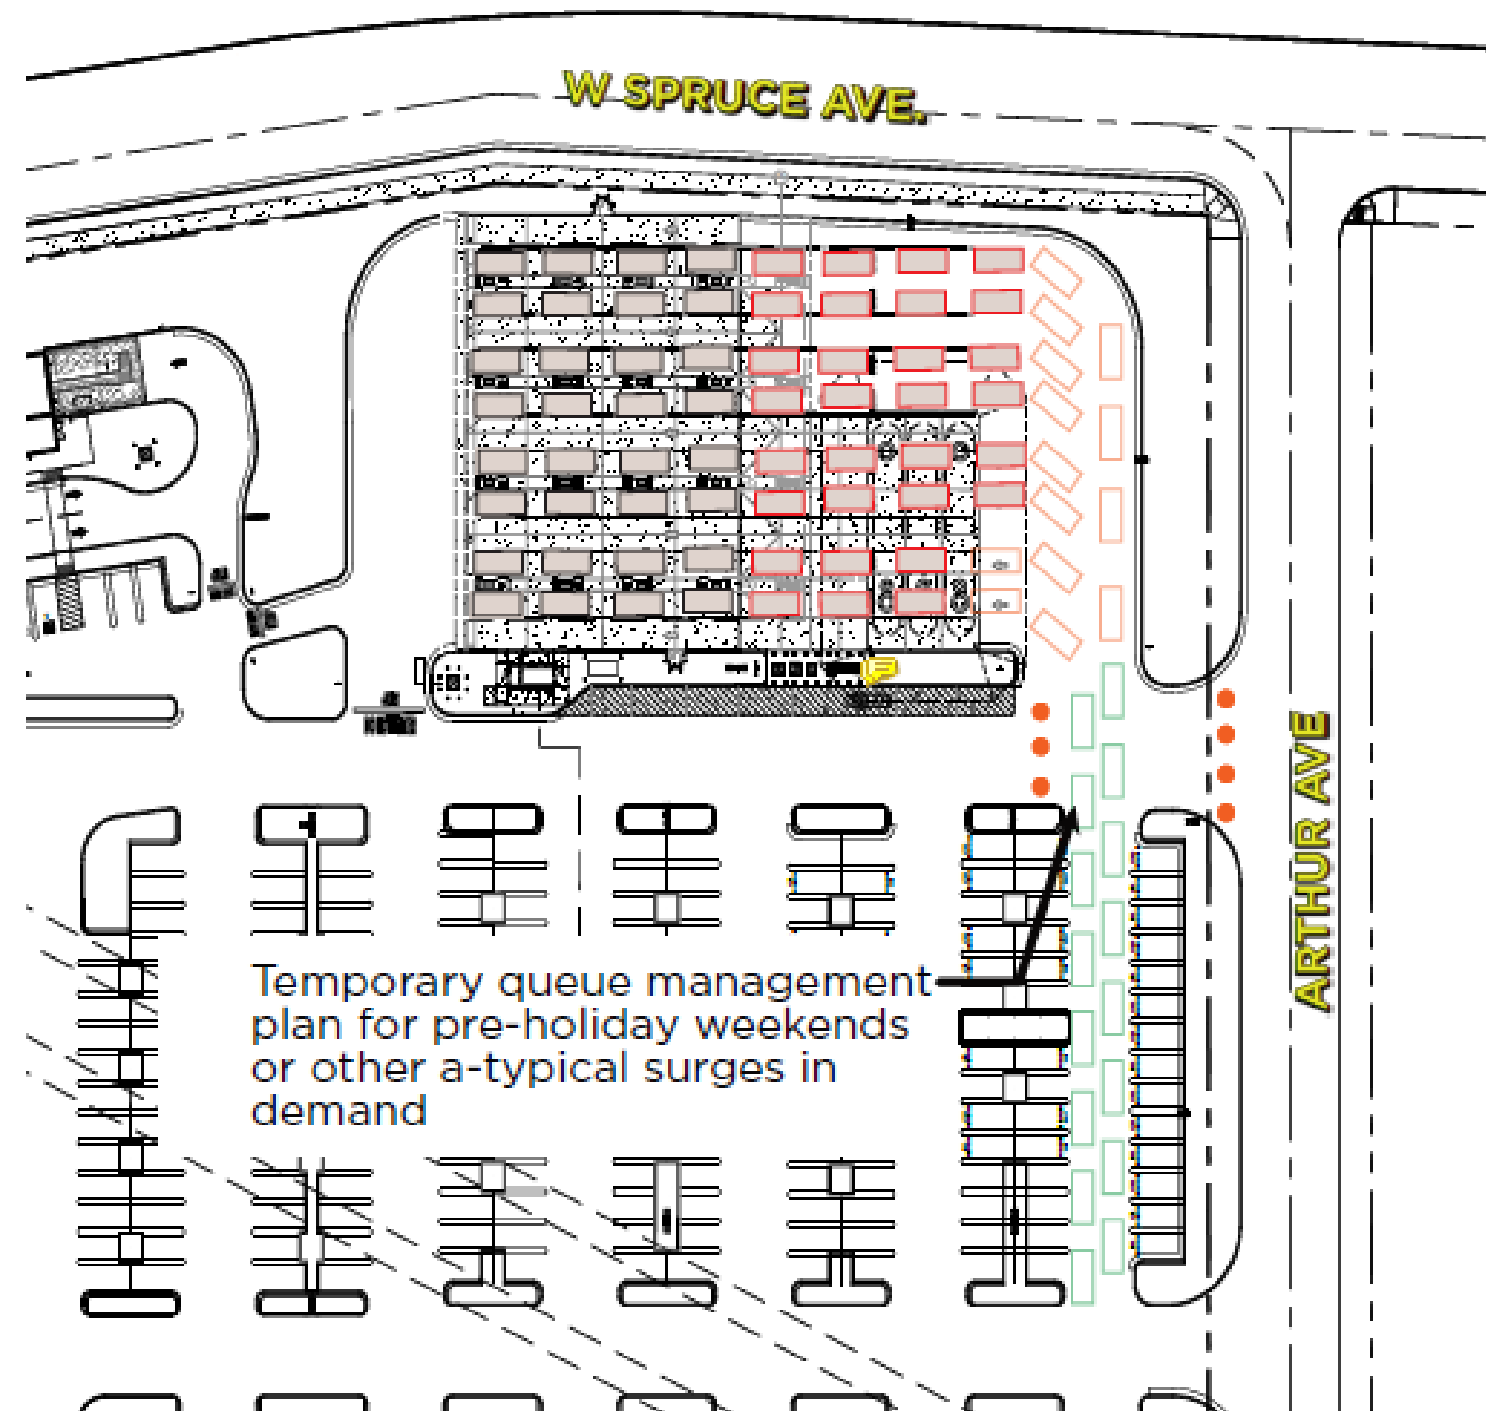 W SPRUCE AVE.
ARTHUR AVE
Temporary queue management
plan for pre-holiday weekends
or other a-typical surges in
demand